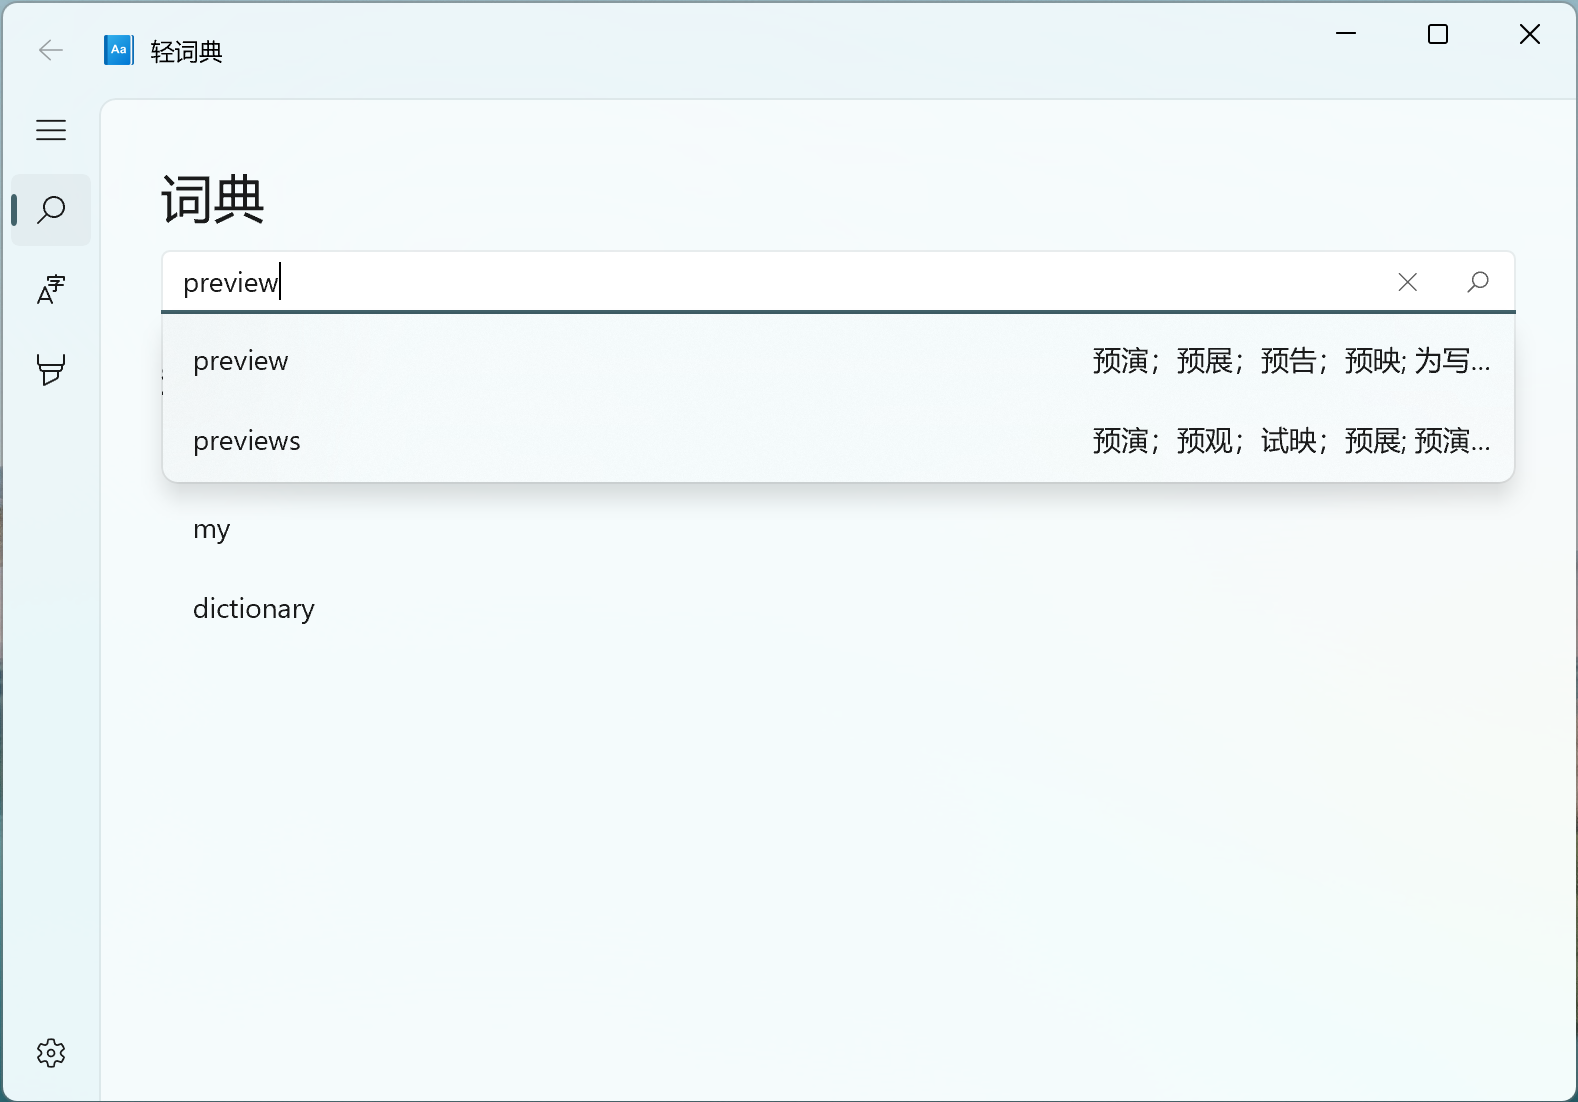 Aa
轻词典
词典
preview
preview 预演；预展；预告；预映; 为写...
previews 预演；预观；试映；预展; 预演...
my
dictionary